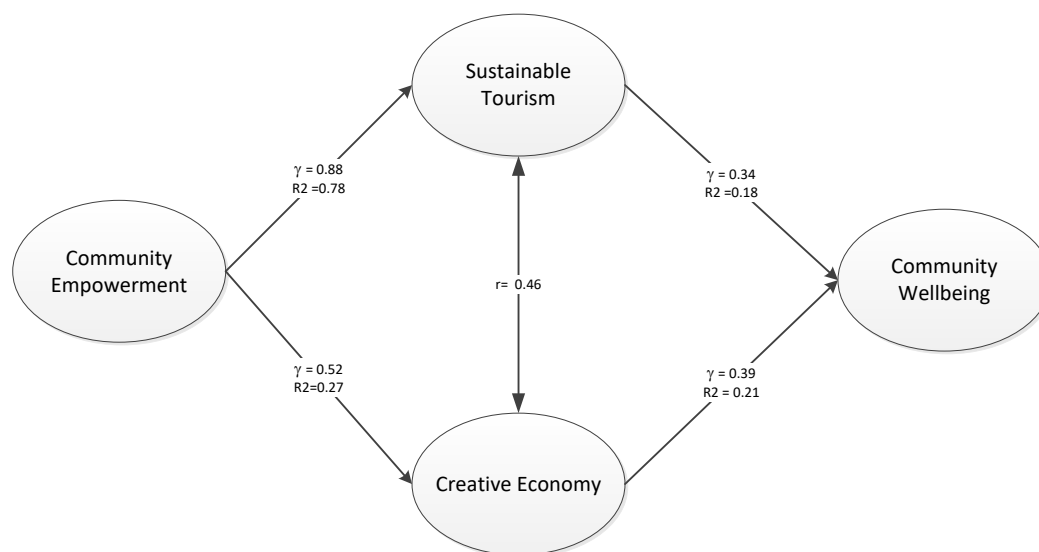 Sustainable
Tourism
γ = 0.88
R2 =0.78
γ = 0.34
R2 =0.18
Community
Empowerment
r=  0.46
Community
Wellbeing
γ = 0.52
R2=0.27
γ = 0.39
R2 = 0.21
Creative Economy